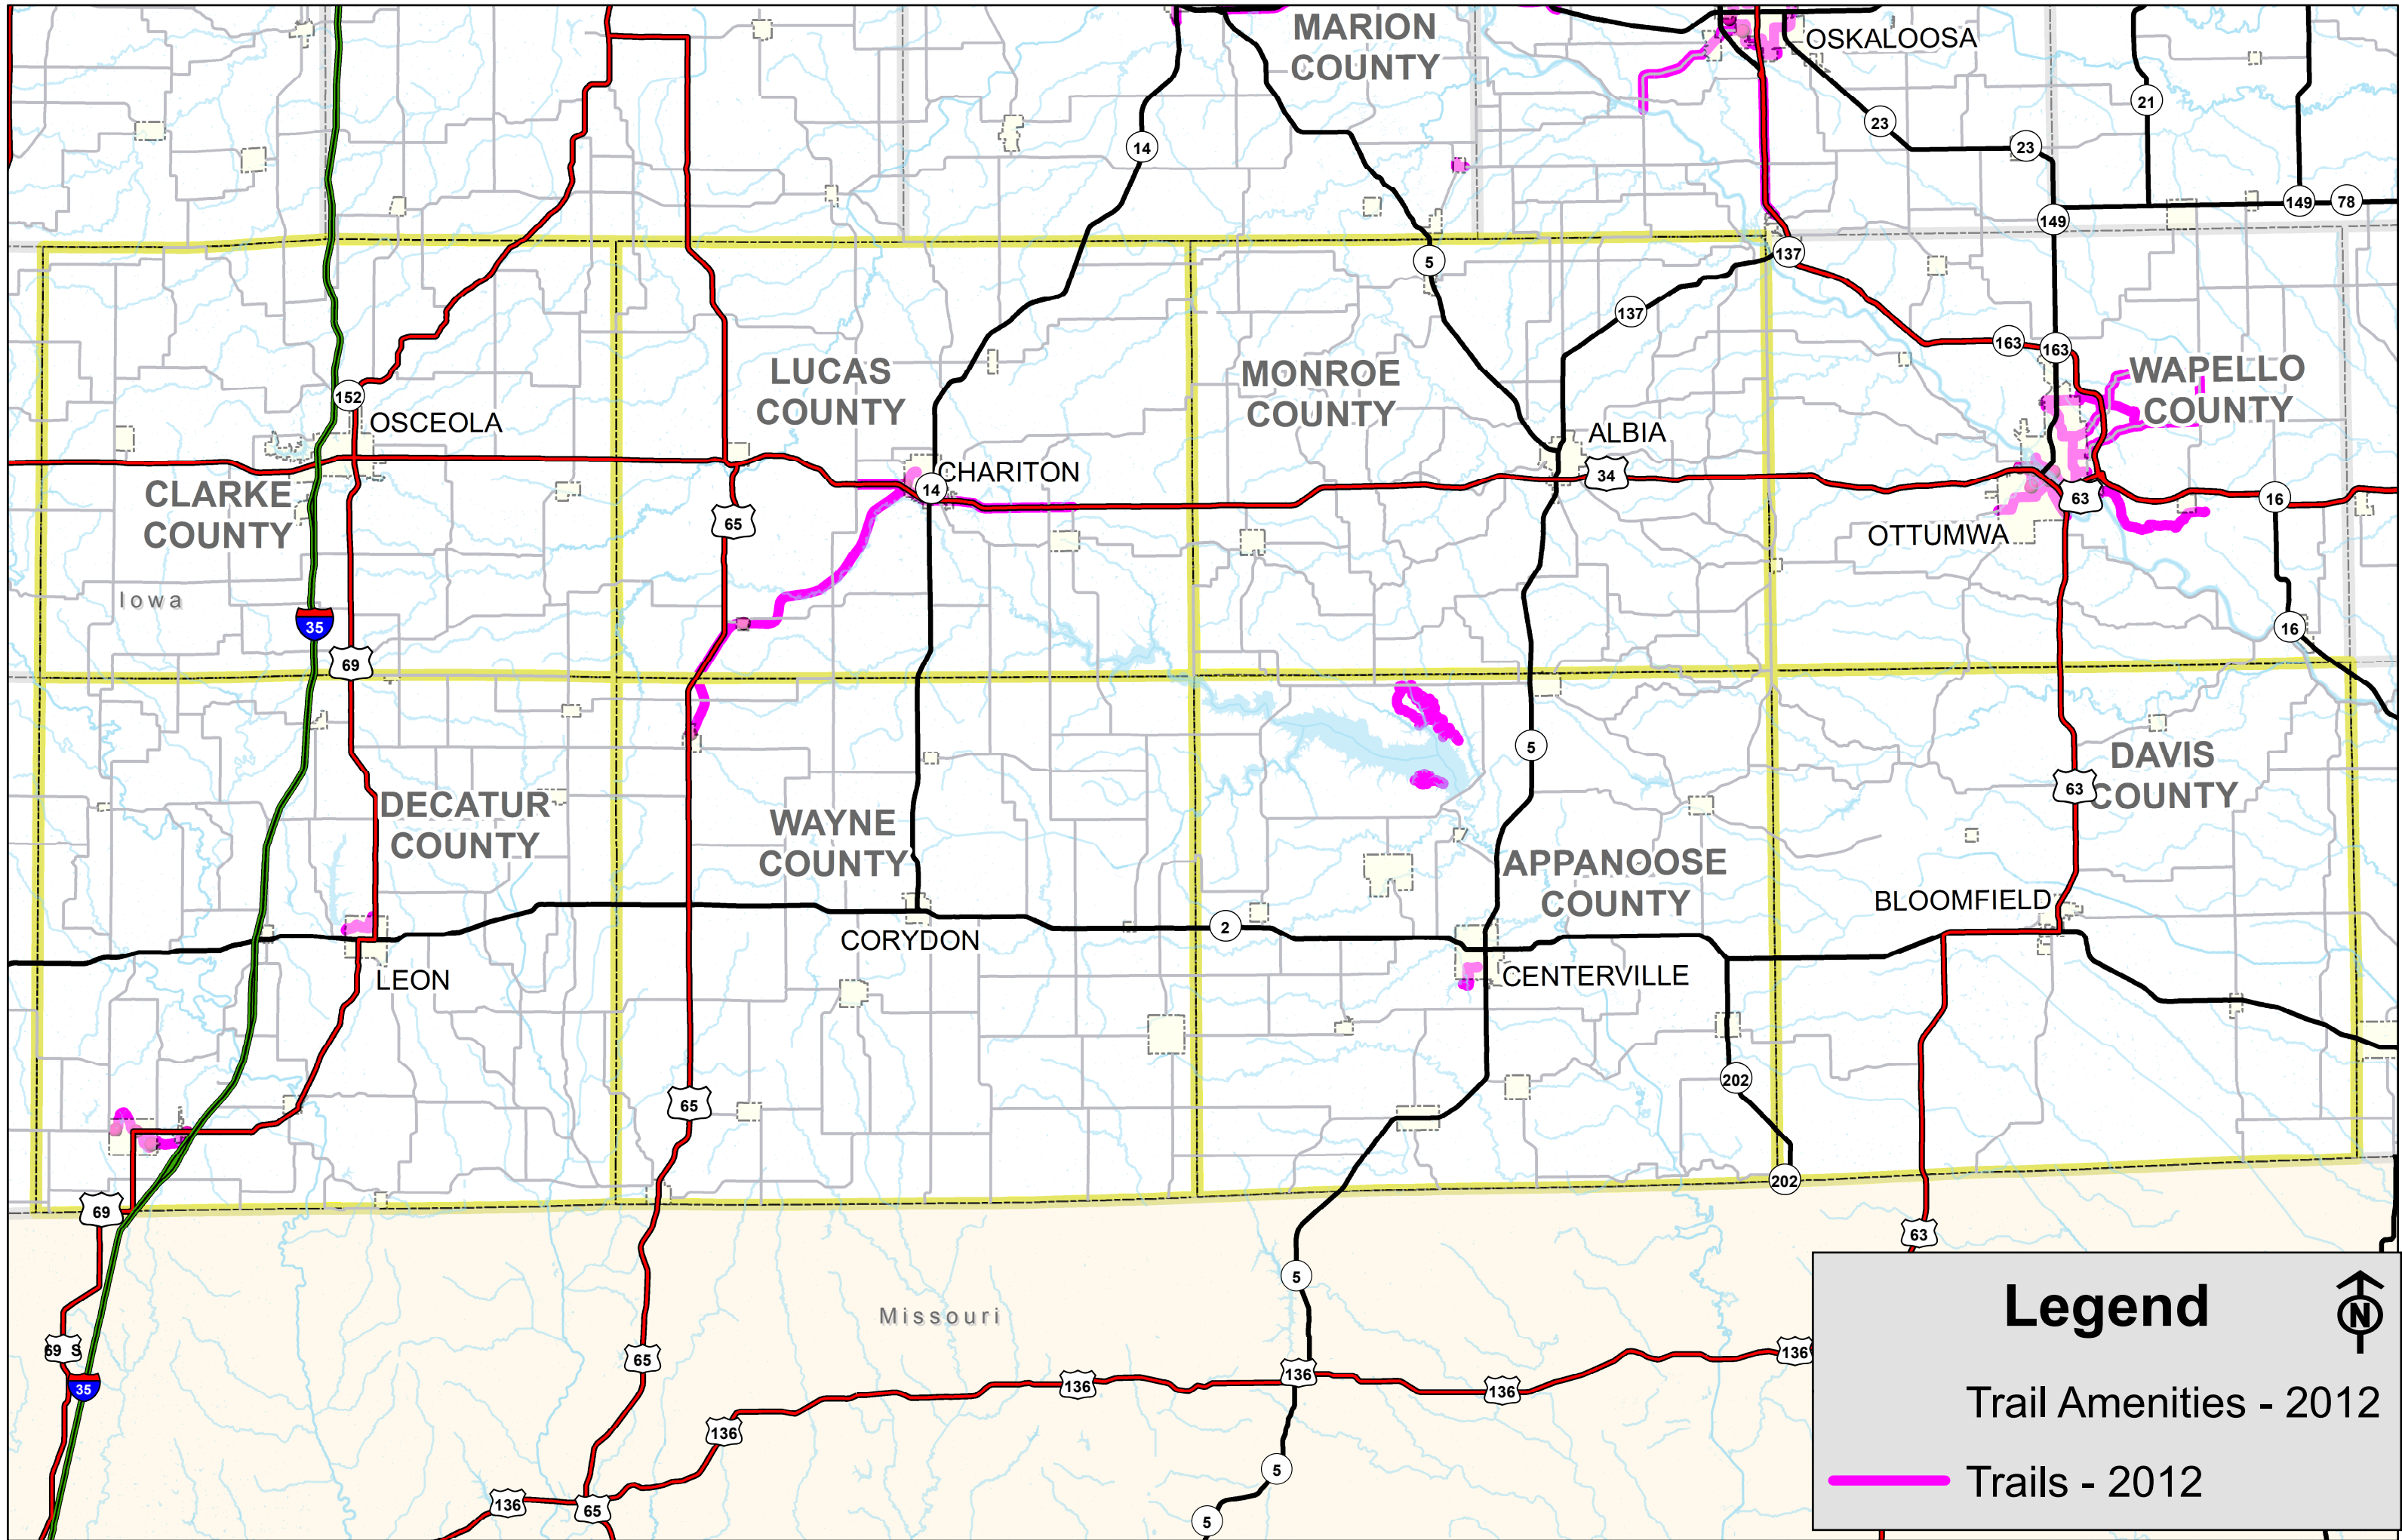 MARION
COUNTY
OSKALOOSA
21
23
14
23
149
78
149
5
137
137
163
163
LUCAS
COUNTY
MONROE
COUNTY
WAPELLO
COUNTY
152
OSCEOLA
ALBIA
CHARITON
34
14
CLARKE
COUNTY
65
63
16
OTTUMWA
Iowa
35
16
69
5
DAVIS
COUNTY
63
DECATUR
COUNTY
WAYNE
COUNTY
APPANOOSE
COUNTY
BLOOMFIELD
2
CORYDON
LEON
CENTERVILLE
202
65
202
69
63
5
Missouri
69 S
35
65
136
136
136
136
136
5
136
65
5
Legend
N
Trail Amenities - 2012
Trails - 2012